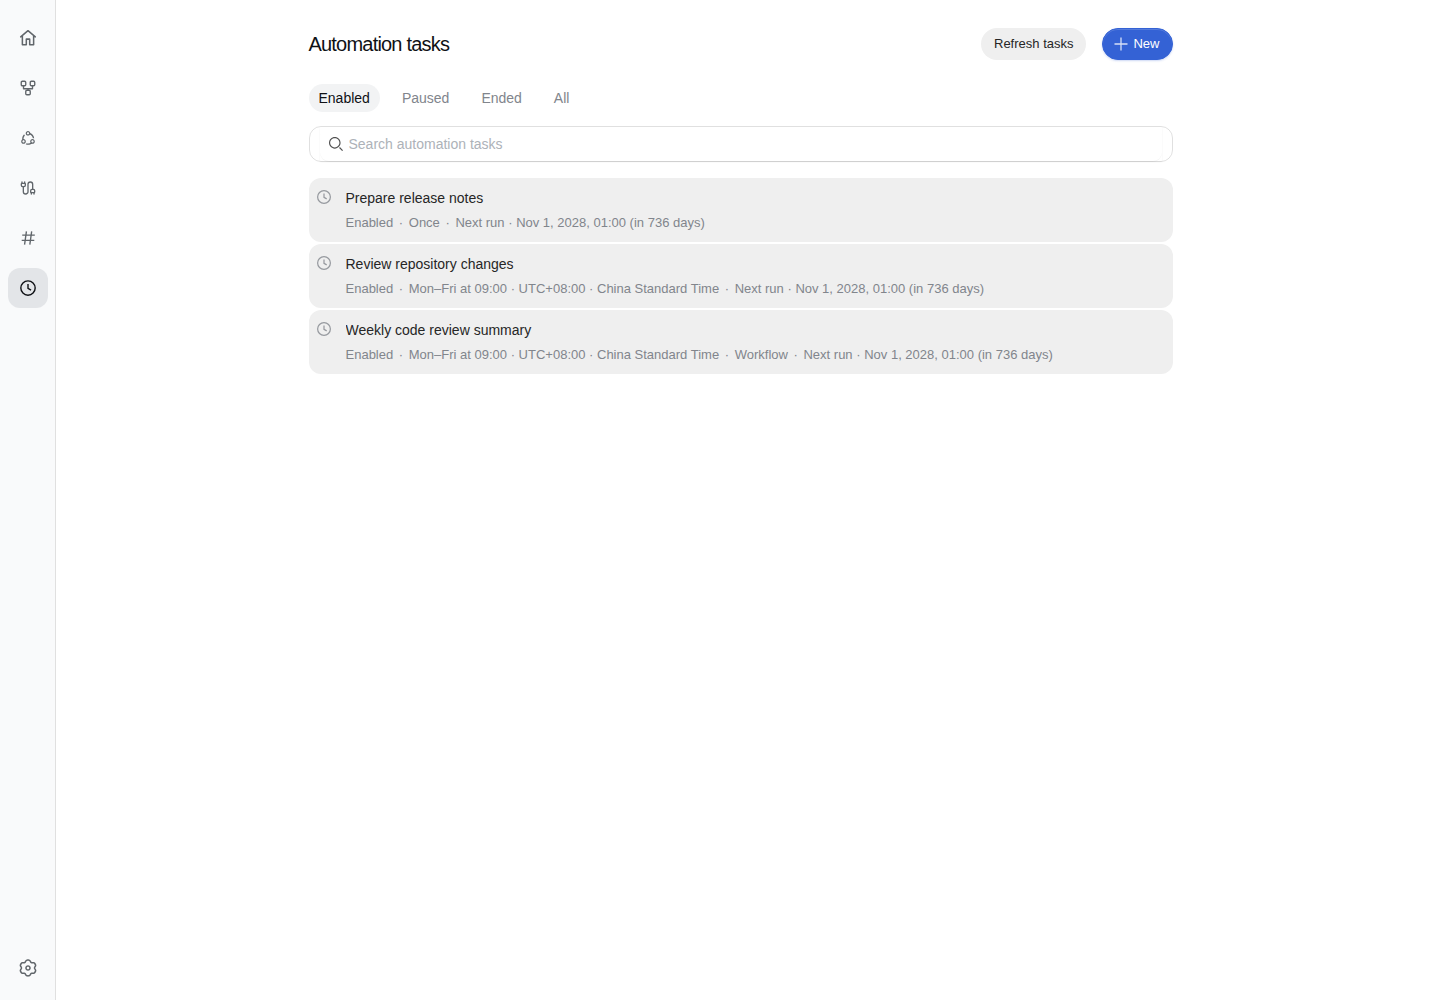 Automation tasks
Refresh tasks
New
Enabled
Paused
Ended
All
Search automation tasks
Prepare release notes
Enabled · Once · Next run · Nov 1, 2028, 01:00 (in 736 days)
Review repository changes
Enabled · Mon–Fri at 09:00 · UTC+08:00 · China Standard Time · Next run · Nov 1, 2028, 01:00 (in 736 days)
Weekly code review summary
Enabled · Mon–Fri at 09:00 · UTC+08:00 · China Standard Time · Workflow · Next run · Nov 1, 2028, 01:00 (in 736 days)